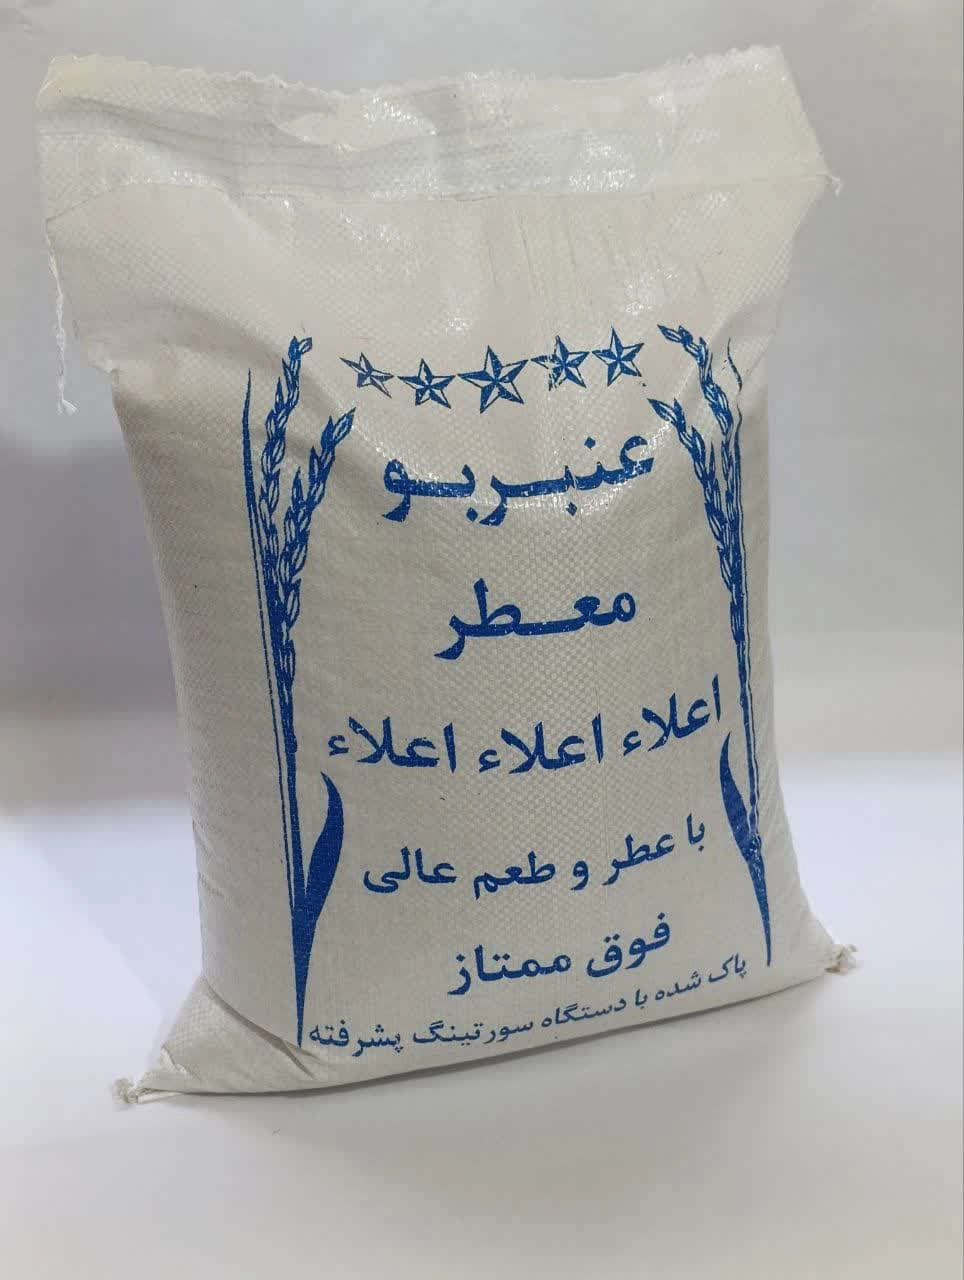 عنبربو
معطر
اعلاء اعلاء اعلاء
با عطر و طعم عالی
فوق ممتاز
پاک شده با دستگاه سورتینگ پشرفته